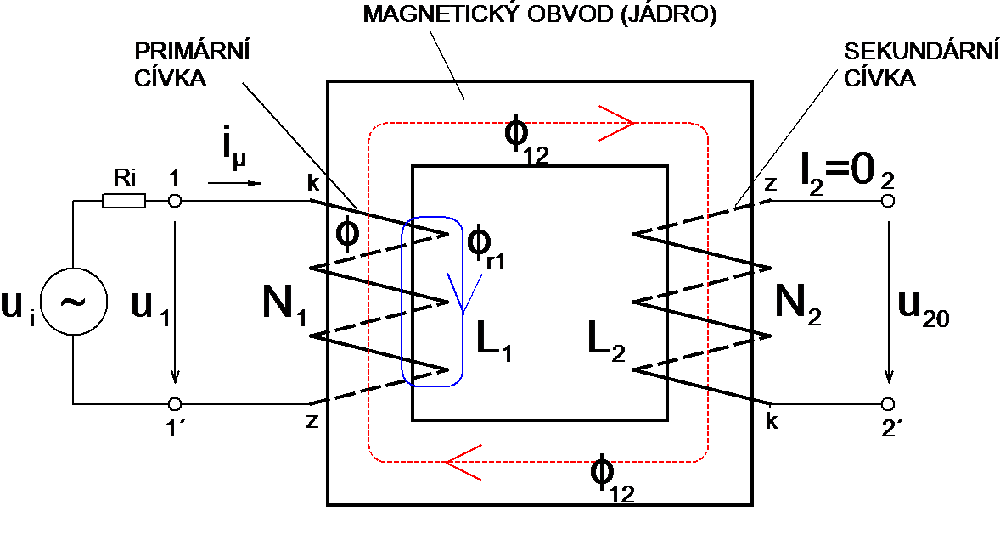 MAGNETICKÝ OBVOD (JÁDRO)
PRIMÁRNÍ
CÍVKA
SEKUNDÁRNÍ
CÍVKA
ϕ12
iμ
I2=0
Ri
1
k
z
2
ϕ
ϕr1
ui
u1
N1
L1
L2
N2
u20
1´
z
k
2´
ϕ12